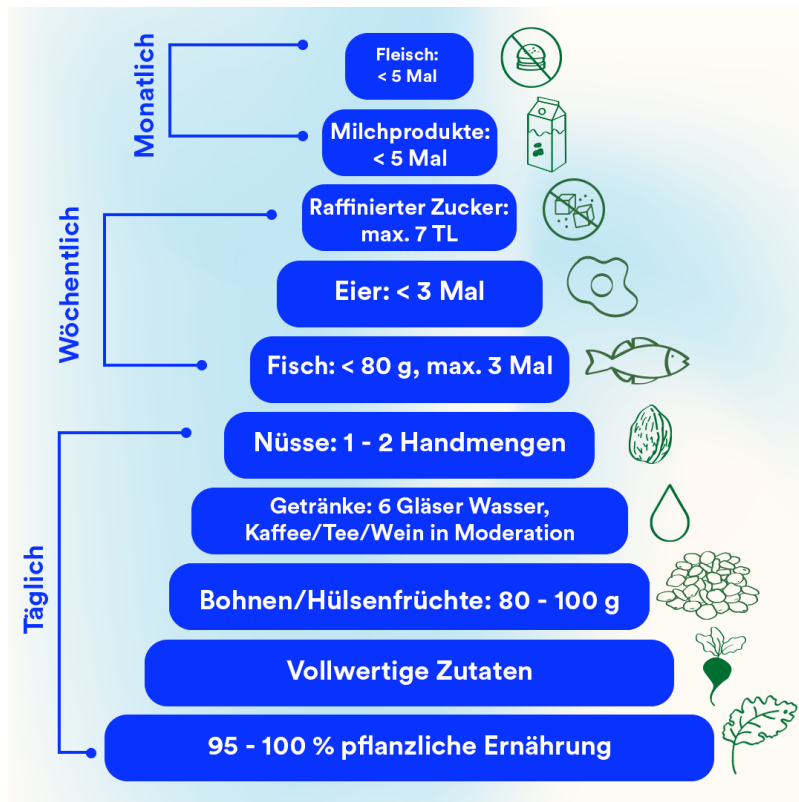 Monatlich
Fleisch:
< 5 Mal
Milchprodukte:
< 5 Mal
Wöchentlich
Raffinierter Zucker:
max. 7 TL
Eier: < 3 Mal
Fisch: < 80 g, max. 3 Mal
Täglich
Nüsse: 1 - 2 Handmengen
Getränke: 6 Gläser Wasser,
Kaffee/Tee/Wein in Moderation
Bohnen/Hülsenfrüchte: 80 - 100 g
Vollwertige Zutaten
95 - 100 % pflanzliche Ernährung